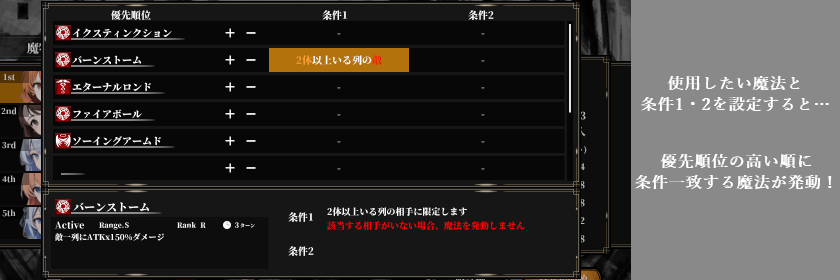 優先順位 条件1 条件2
イクスティンクション + − - -
バーンストーム + − 2体以上いる列の敵 -
エターナルロンド + − - -
ファイアボール + − - -
ソーイングアームド + − - -
+ − - -
魔
1st
2nd
3rd
4th
5th
バーンストーム
Active Range.S Rank R 3ターン
敵一列にATKx150%ダメージ
条件1 2体以上いる列の相手に限定します
該当する相手がいない場合、魔法を発動しません
条件2
使用したい魔法と
条件1・2を設定すると…
優先順位の高い順に
条件一致する魔法が発動！